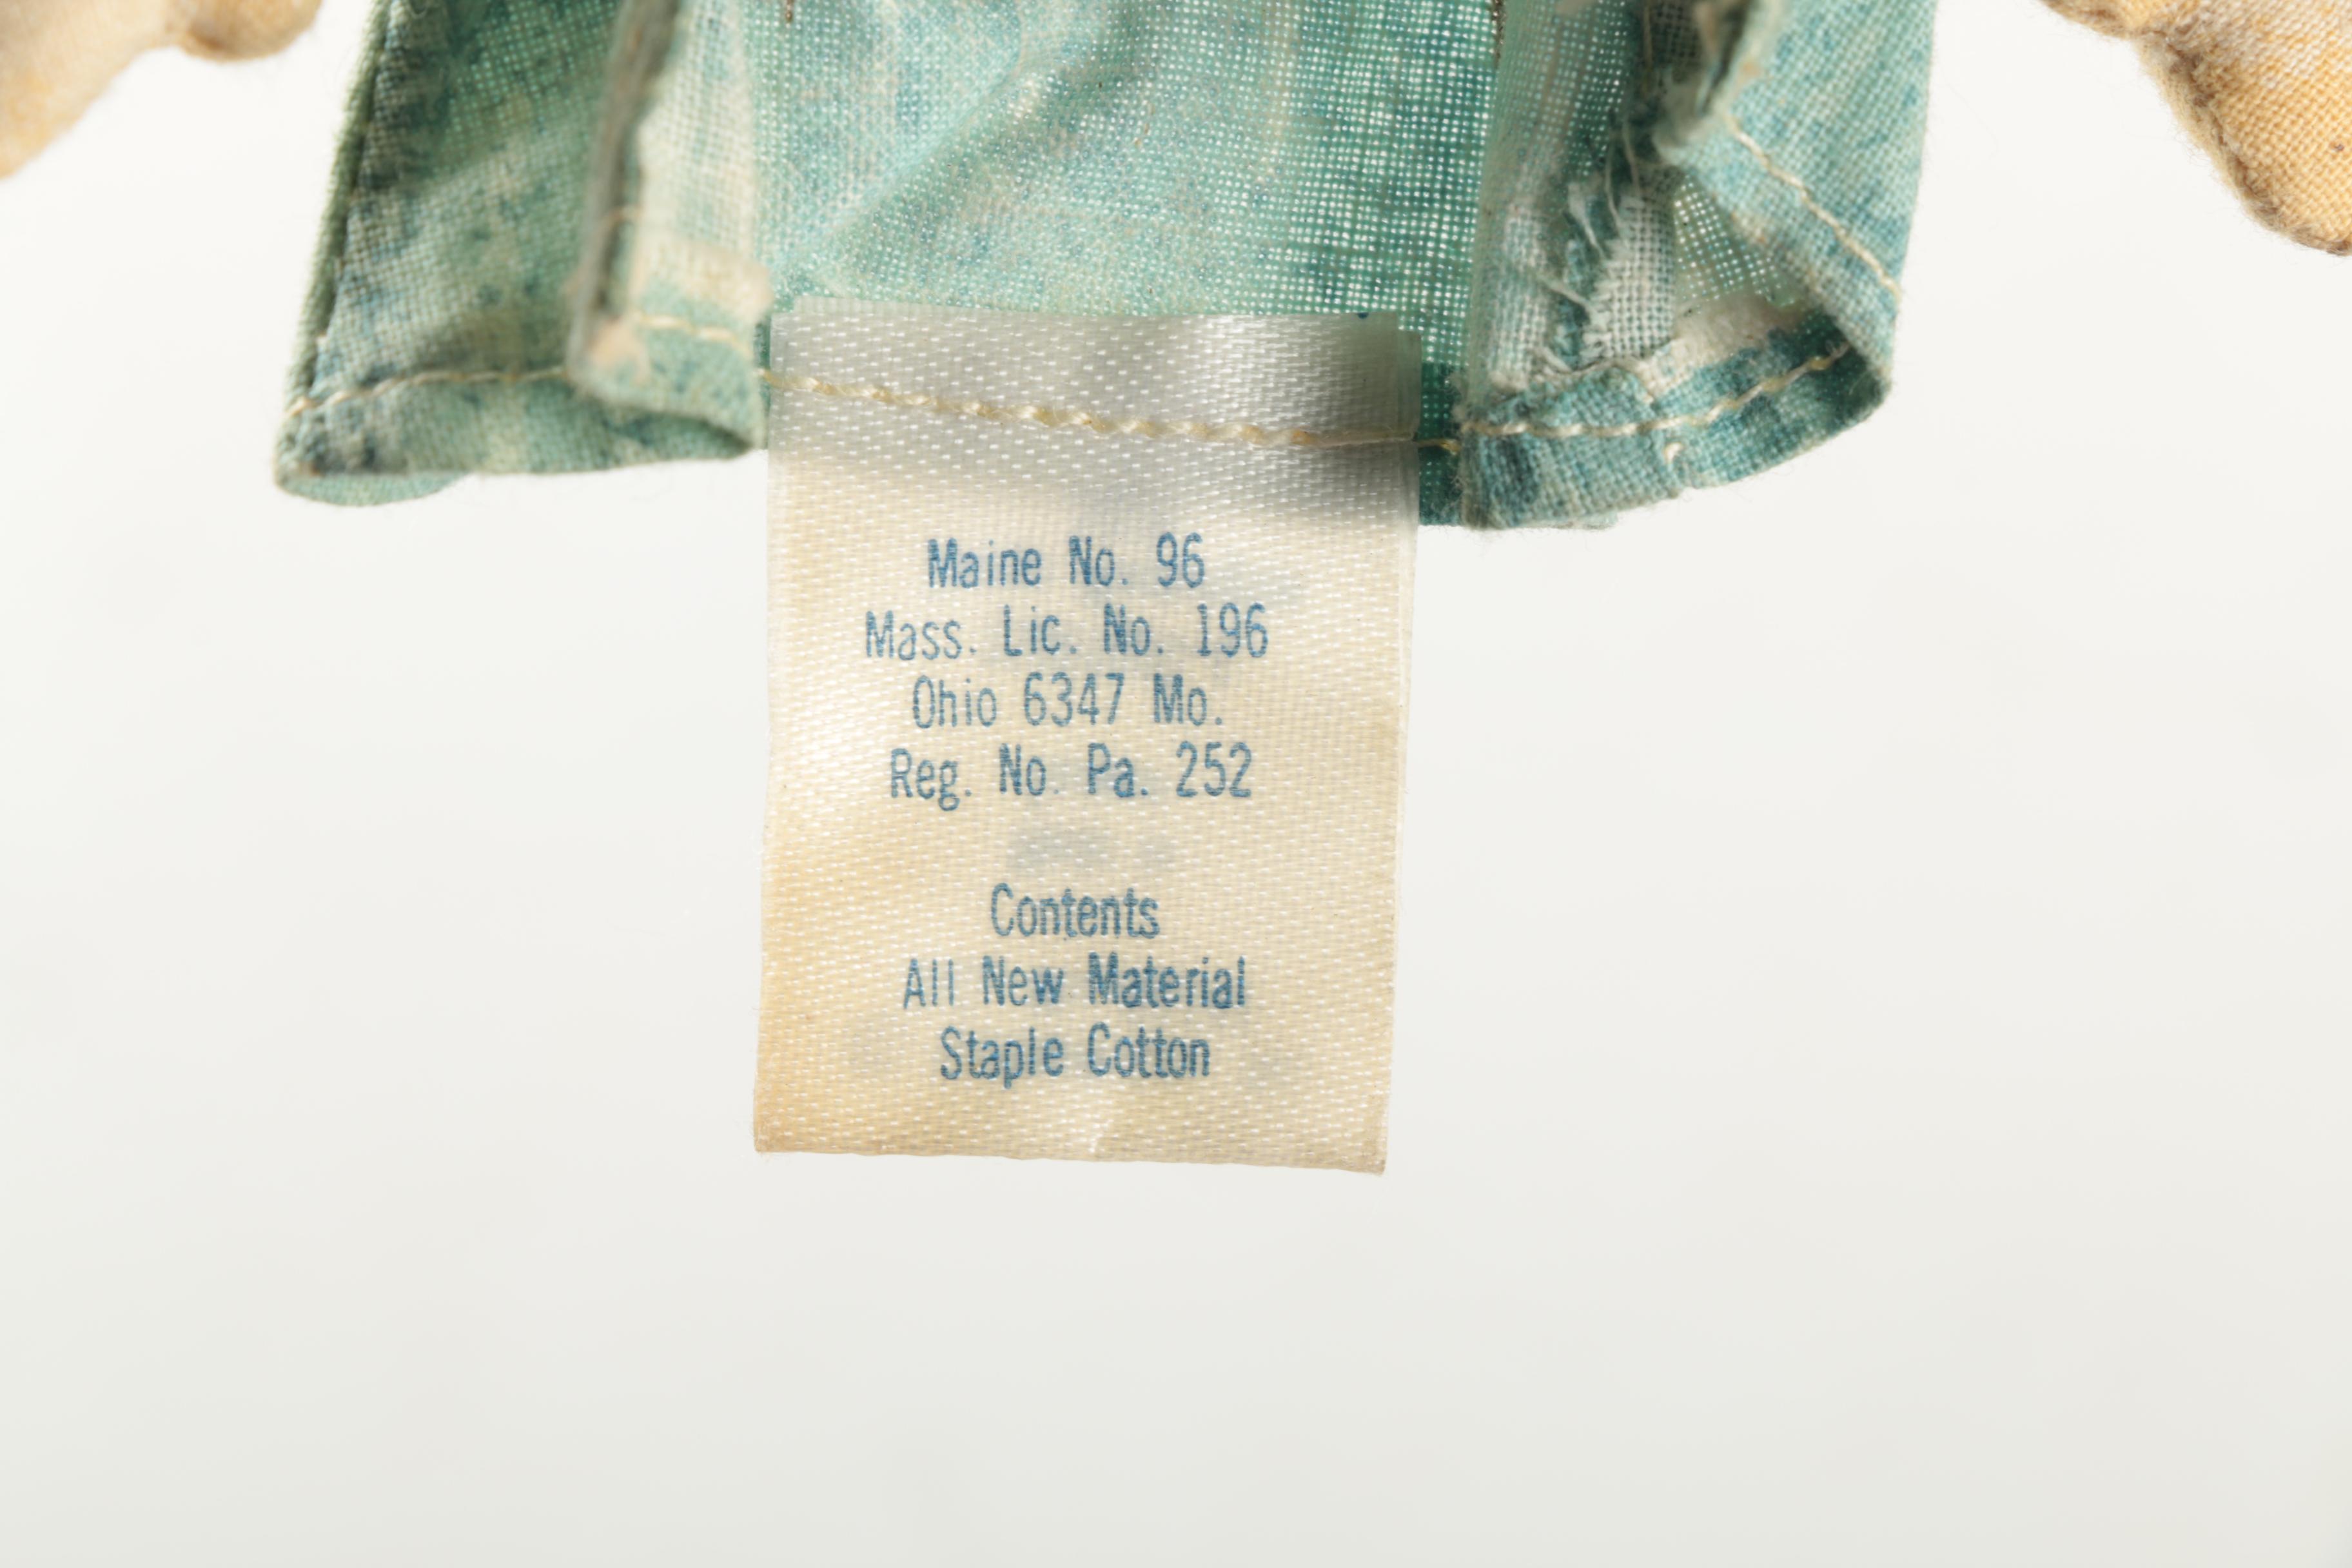 Maine No. 96
Mass. Lic. No. 196
Ohio 6347 Mo.
Reg. No. Pa. 252
Contents
All New Material
Staple Cotton